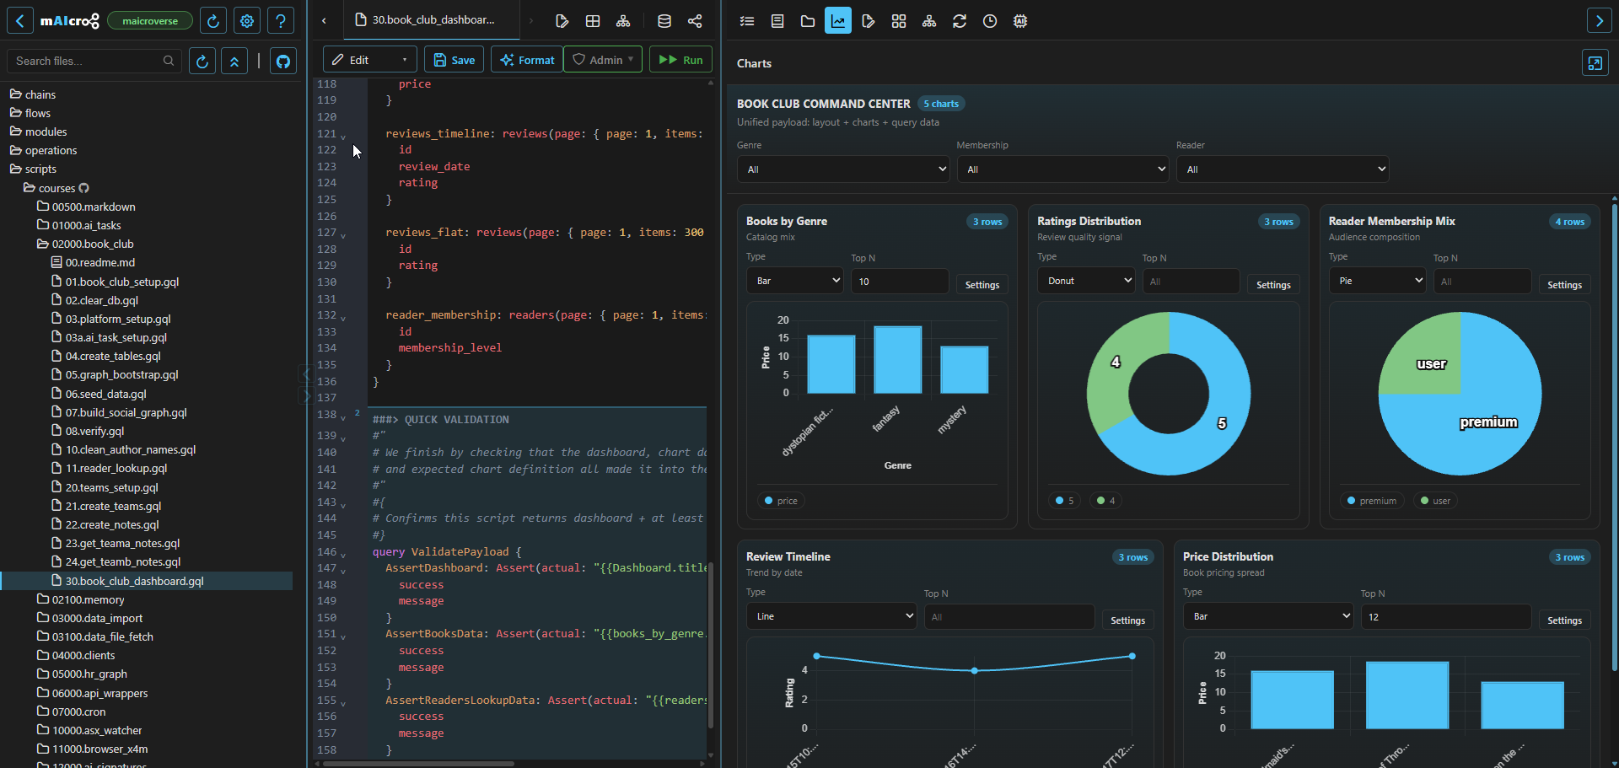 mAIcro
maicroverse
?
Search files...
chains
flows
modules
operations
scripts
courses
00500.markdown
01000.ai_tasks
02000.book_club
00.readme.md
01.book_club_setup.gql
02.clear_db.gql
03.platform_setup.gql
03a.ai_task_setup.gql
04.create_tables.gql
05.graph_bootstrap.gql
06.seed_data.gql
07.build_social_graph.gql
08.verify.gql
10.clean_author_names.gql
11.reader_lookup.gql
20.teams_setup.gql
21.create_teams.gql
22.create_notes.gql
23.get_teama_notes.gql
24.get_teamb_notes.gql
30.book_club_dashboard.gql
02100.memory
03000.data_import
03100.data_file_fetch
04000.clients
05000.hr_graph
06000.api_wrappers
07000.cron
10000.asx_watcher
11000.browser_x4m
12000.ai_signatures
30.book_club_dashboar...
Edit
Save
Format
Admin
Run
118 price
119 }
120
121 reviews_timeline: reviews(page: { page: 1, items:
122 id
123 review_date
124 rating
125 }
126
127 reviews_flat: reviews(page: { page: 1, items: 300
128 id
129 rating
130 }
131
132 reader_membership: readers(page: { page: 1, items:
133 id
134 membership_level
135 }
136 }
137
138 2 ###> QUICK VALIDATION
139 #"
140 # We finish by checking that the dashboard, chart da
141 # and expected chart definition all made it into the
142 #"
143 #{
144 # Confirms this script returns dashboard + at least
145 #}
146 query ValidatePayload {
147 AssertDashboard: Assert(actual: "{{Dashboard.title
148 success
149 message
150 }
151 AssertBooksData: Assert(actual: "{{books_by_genre.
152 success
153 message
154 }
155 AssertReadersLookupData: Assert(actual: "{{readers
156 success
157 message
158 }
Charts
BOOK CLUB COMMAND CENTER 5 charts
Unified payload: layout + charts + query data
Genre Membership Reader
All All All
Books by Genre 3 rows
Catalog mix
Type Top N
Bar 10 Settings
20
15
10
5
0
Price
dystopian fict...
fantasy
mystery
Genre
price
Ratings Distribution 3 rows
Review quality signal
Type Top N
Donut All Settings
4
5
5 4
Reader Membership Mix 4 rows
Audience composition
Type Top N
Pie All Settings
user
premium
premium user
Review Timeline 3 rows
Trend by date
Type Top N
Line All Settings
4
2
0
Rating
15T10:...
16T14:...
17T12:...
Price Distribution 3 rows
Book pricing spread
Type Top N
Bar 12 Settings
20
15
10
5
0
Price
maid's...
of Thro...
on the ...